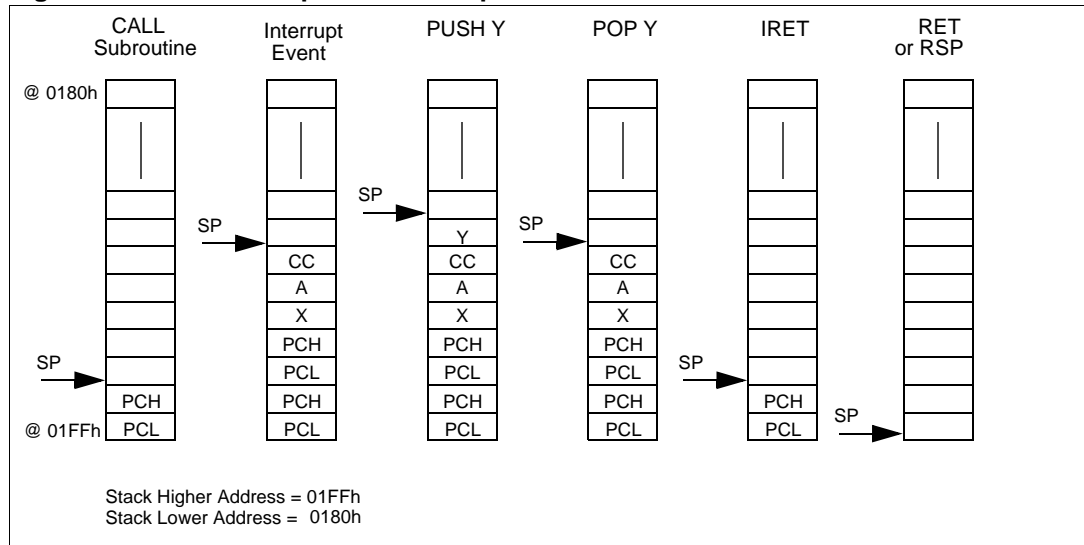 CALL
Subroutine
Interrupt
Event
PUSH Y
POP Y
IRET
RET
or RSP
@ 0180h
SP
PCH
@ 01FFh PCL
SP
CC
A
X
PCH
PCL
PCH
PCL
SP
Y
CC
A
X
PCH
PCL
PCH
PCL
SP
CC
A
X
PCH
PCL
PCH
PCL
SP
PCH
PCL
SP
Stack Higher Address = 01FFh
Stack Lower Address = 0180h